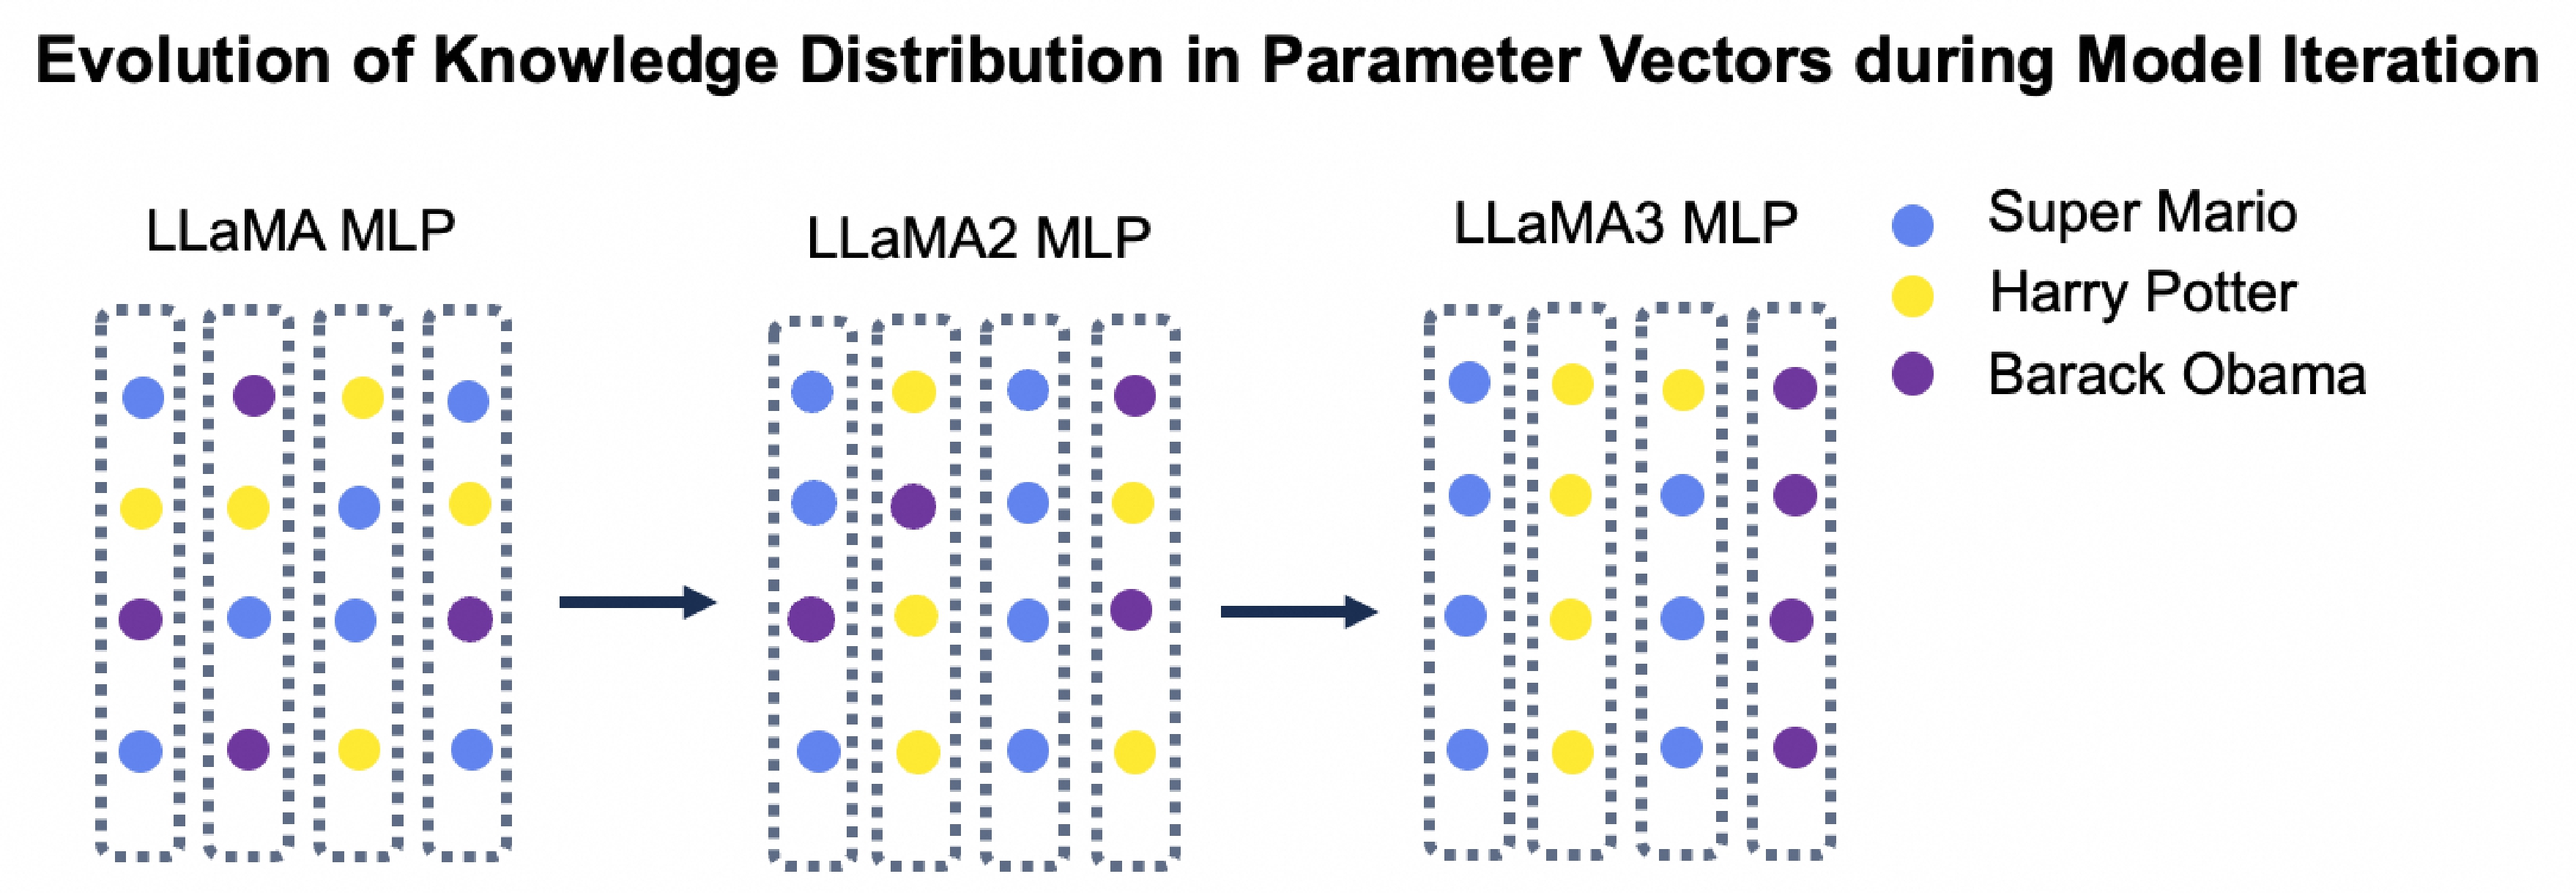 Evolution of Knowledge Distribution in Parameter Vectors during Model Iteration
LLaMA MLP
LLaMA2 MLP
LLaMA3 MLP
Super Mario
Harry Potter
Barack Obama